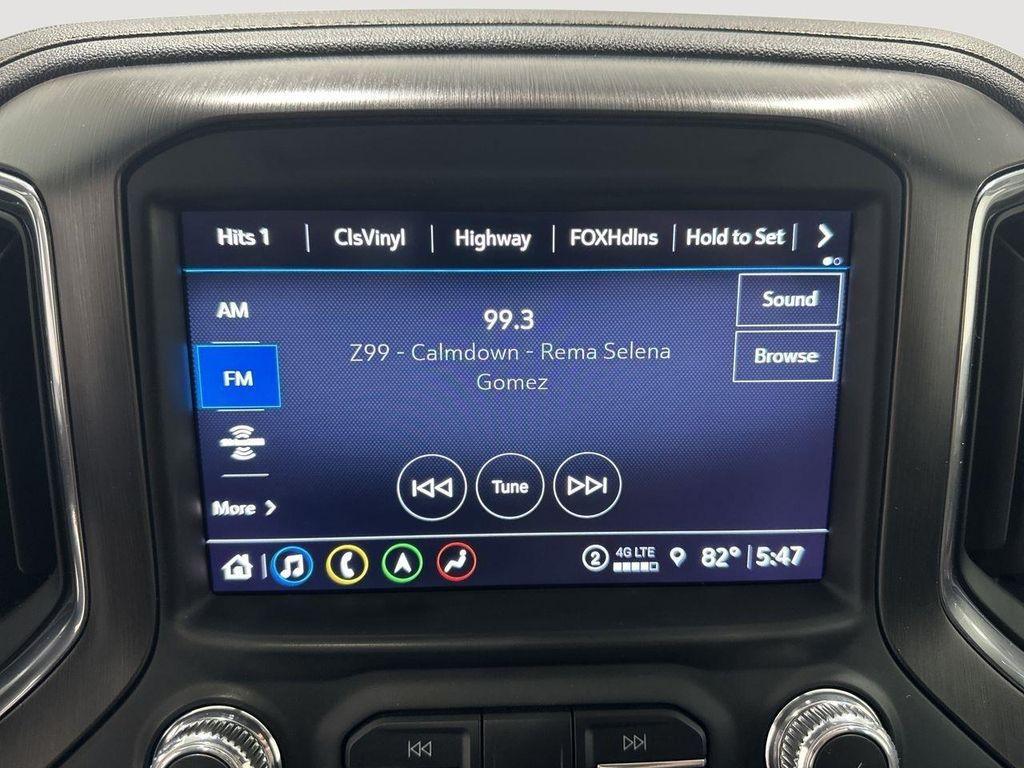 Hits 1 | ClsVinyl | Highway | FOXHdlns | Hold to Set |
AM
99.3
Sound
Z99 - Calmdown - Rema Selena
Gomez
Browse
FM
Tune
More
2 4G LTE 82° | 5:47